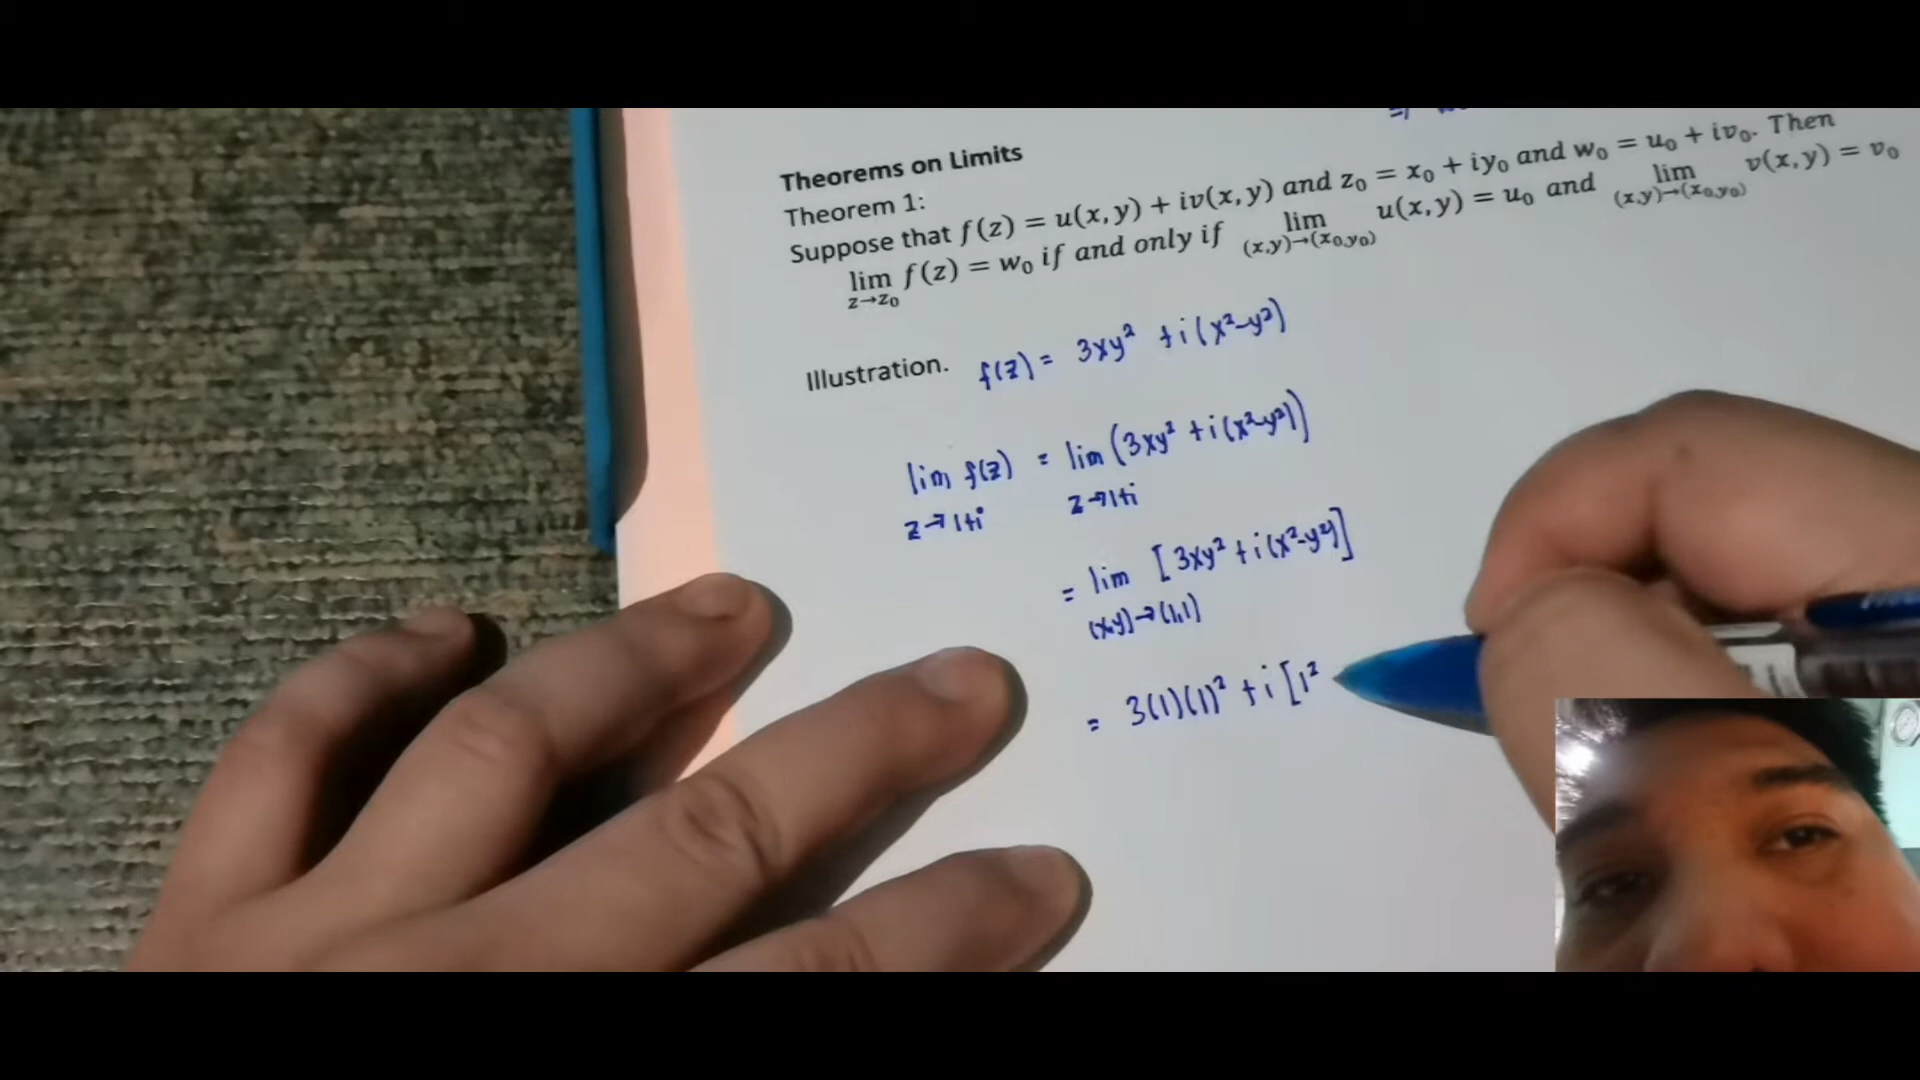 Theorems on Limits
Theorem 1:
Suppose that f(z) = u(x, y) + iv(x, y) and z₀ = x₀ + iy₀ and w₀ = u₀ + iv₀. Then
lim f(z) = w₀ if and only if lim u(x, y) = u₀ and lim v(x, y) = v₀
z→z₀ (x,y)→(x₀,y₀) (x,y)→(x₀,y₀)
Illustration. f(z) = 3xy² + i(x²-y²)
lim f(z) = lim (3xy² + i(x²-y²))
z→1+i z→1+i
= lim [3xy² + i(x²-y²)]
(x,y)→(1,1)
= 3(1)(1)² + i [1²